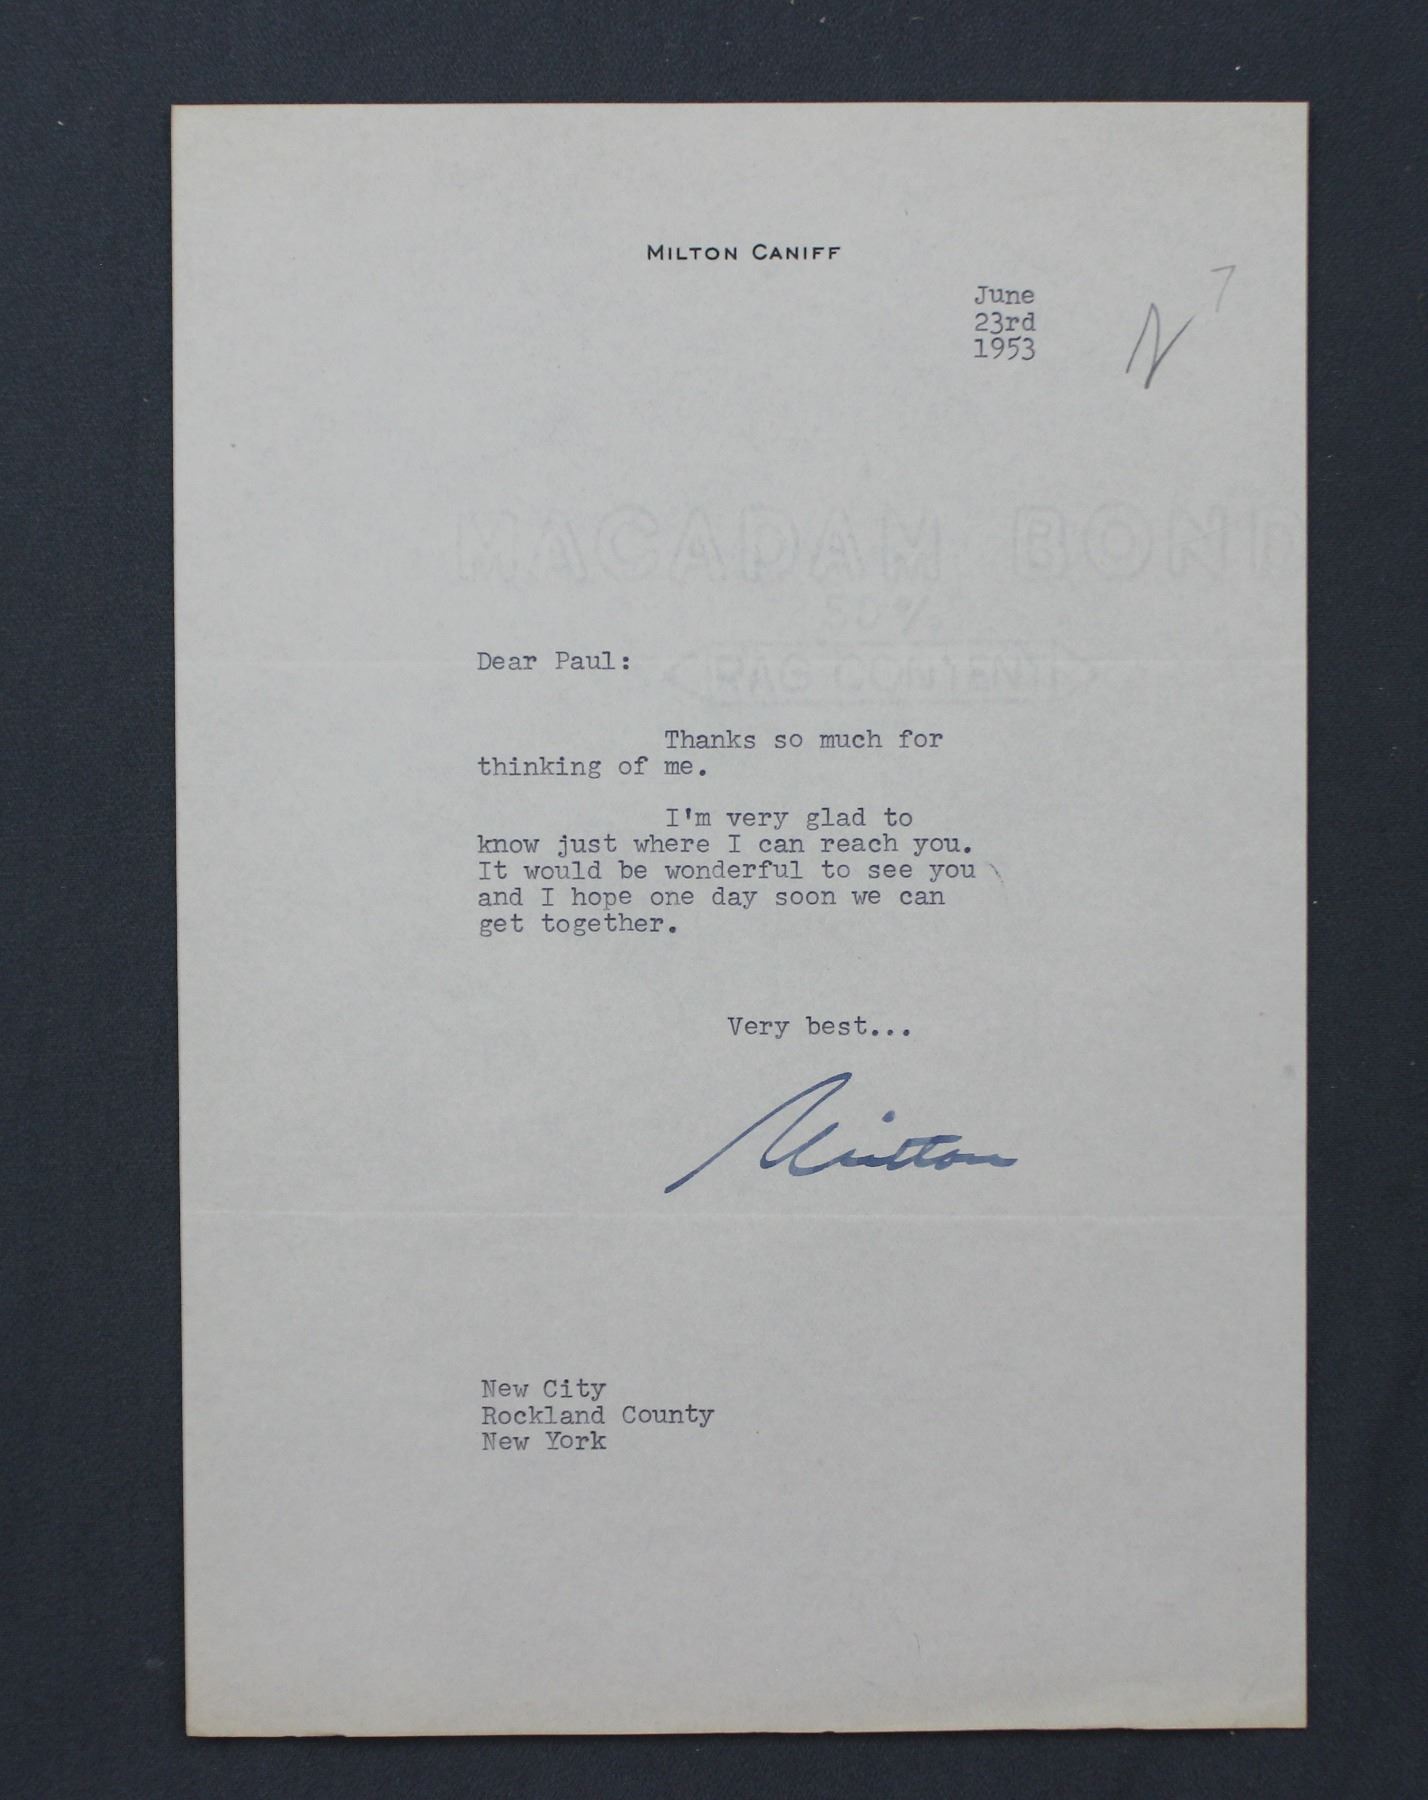 MILTON CANIFF
June
23rd
1953
7
MACADAM BOND
50%
RAG CONTENT
Dear Paul:
Thanks so much for
thinking of me.
I'm very glad to
know just where I can reach you.
It would be wonderful to see you
and I hope one day soon we can
get together.
Very best...
Milton
New City
Rockland County
New York